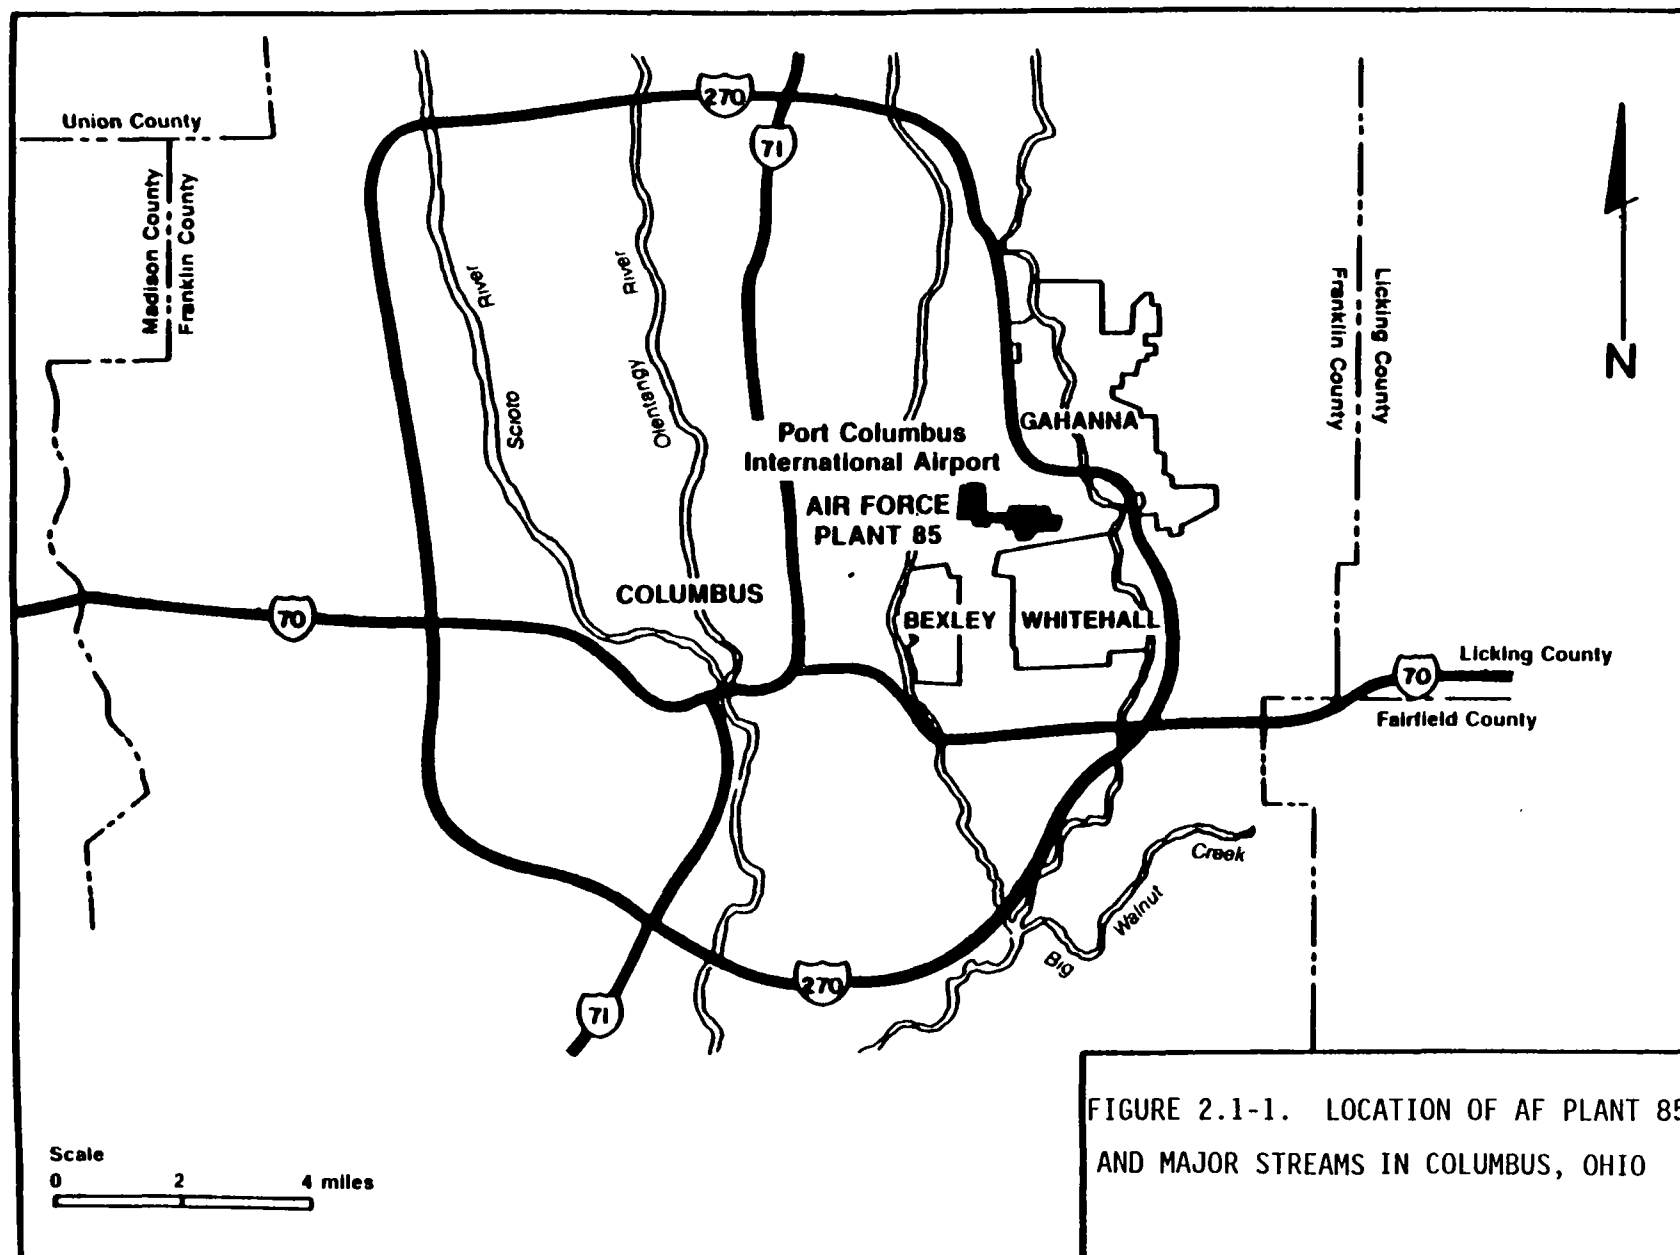 270
71
Union County
Madison County
Franklin County
River
Scioto
River
Olentangy
Licking County
Franklin County
N
GAHANNA
Port Columbus
International Airport
AIR FORCE
PLANT 85
COLUMBUS
BEXLEY
WHITEHALL
70
70
Licking County
Fairfield County
Creek
Walnut
Big
270
71
FIGURE 2.1-1. LOCATION OF AF PLANT 85
AND MAJOR STREAMS IN COLUMBUS, OHIO
Scale
0 2 4 miles